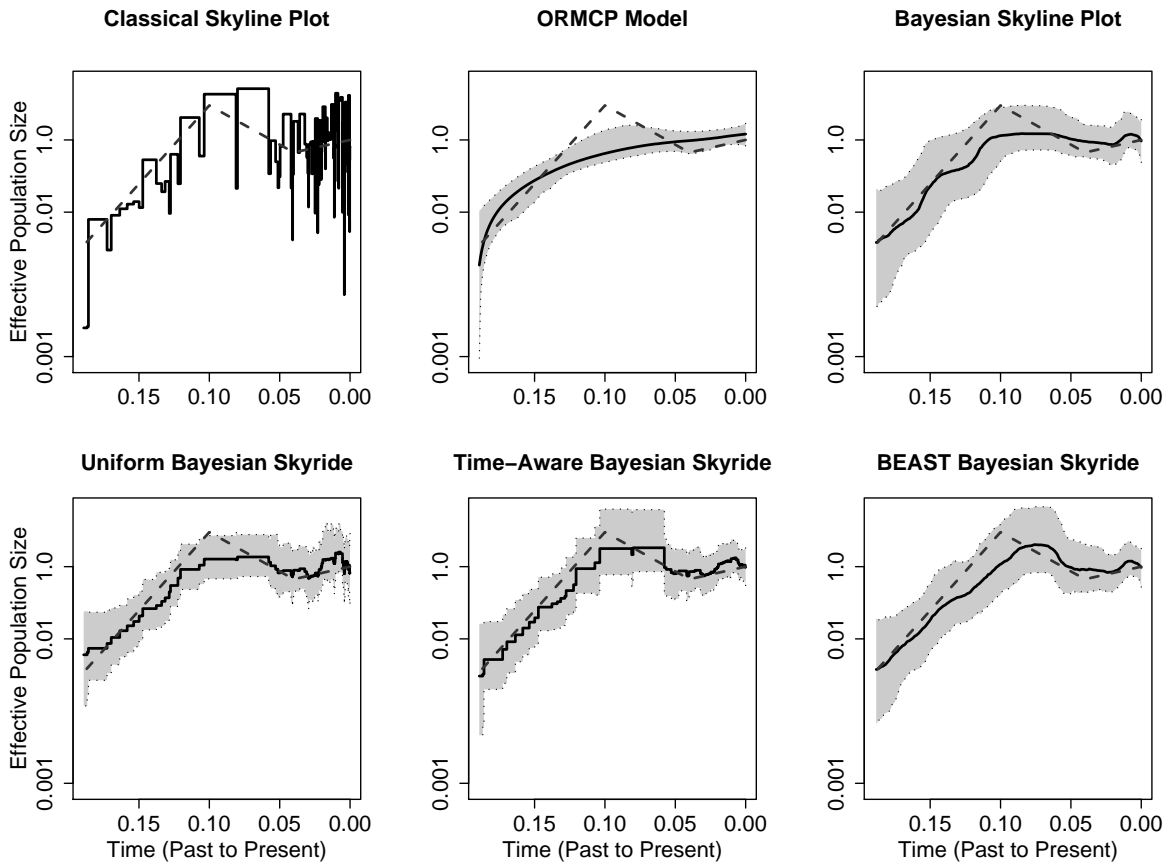 Classical Skyline Plot
ORMCP Model
Bayesian Skyline Plot
Effective Population Size
1.0
0.01
0.001
0.15 0.10 0.05 0.00
1.0
0.01
0.001
0.15 0.10 0.05 0.00
1.0
0.01
0.001
0.15 0.10 0.05 0.00
Uniform Bayesian Skyride
Time−Aware Bayesian Skyride
BEAST Bayesian Skyride
Effective Population Size
1.0
0.01
0.001
0.15 0.10 0.05 0.00
Time (Past to Present)
1.0
0.01
0.001
0.15 0.10 0.05 0.00
Time (Past to Present)
1.0
0.01
0.001
0.15 0.10 0.05 0.00
Time (Past to Present)